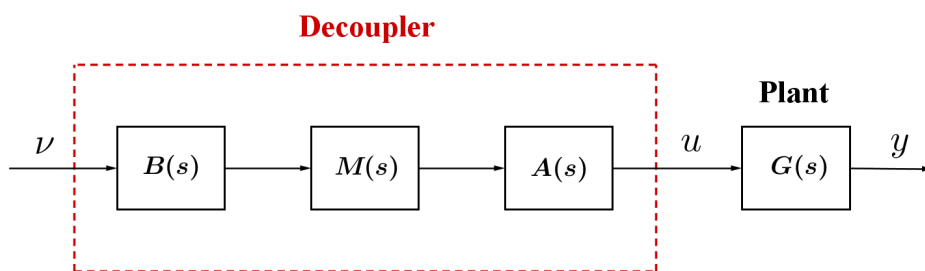 Decoupler
Plant
ν
B(s)
M(s)
A(s)
u
G(s)
y